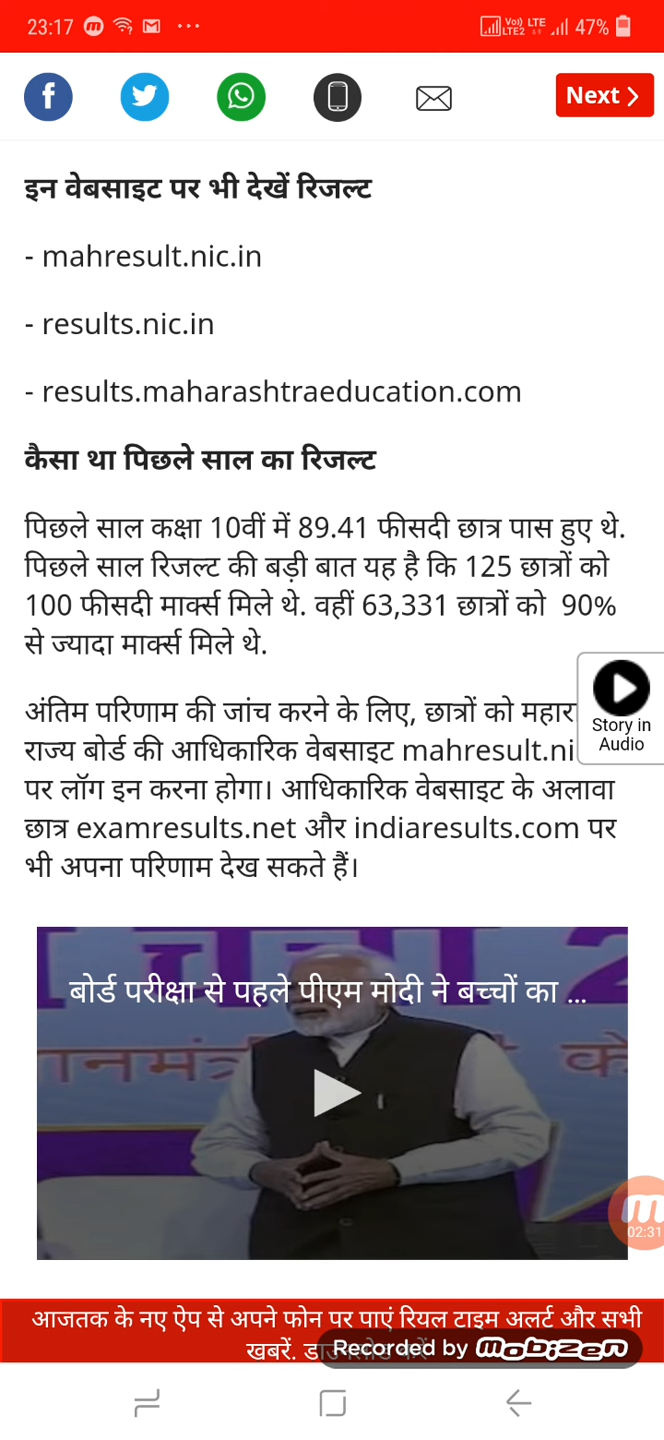 23:17
Vo)) LTE
LTE2
47%
Next
इन वेबसाइट पर भी देखें रिजल्ट
- mahresult.nic.in
- results.nic.in
- results.maharashtraeducation.com
कैसा था पिछले साल का रिजल्ट
पिछले साल कक्षा 10वीं में 89.41 फीसदी छात्र पास हुए थे.
पिछले साल रिजल्ट की बड़ी बात यह है कि 125 छात्रों को
100 फीसदी मार्क्स मिले थे. वहीं 63,331 छात्रों को 90%
से ज्यादा मार्क्स मिले थे.
अंतिम परिणाम की जांच करने के लिए, छात्रों को
राज्य बोर्ड की आधिकारिक वेबसाइट mahresult.ni
पर लॉग इन करना होगा। आधिकारिक वेबसाइट के अलावा
छात्र examresults.net और indiaresults.com पर
भी अपना परिणाम देख सकते हैं।
Story in
Audio
बोर्ड परीक्षा से पहले पीएम मोदी ने बच्चों का ...
02:31
आजतक के नए ऐप से अपने फोन पर पाएं रियल टाइम अलर्ट और सभी
खबरें.
Recorded by Mobizen